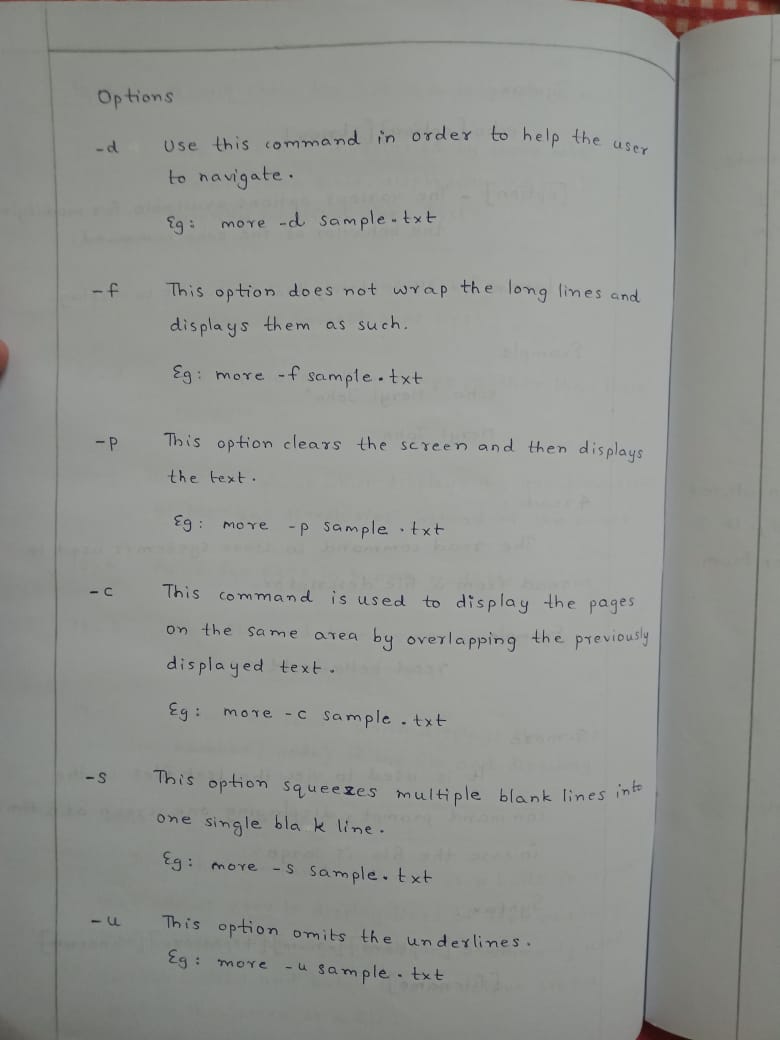 Options
-d Use this command in order to help the user
to navigate.
Eg: more -d sample.txt
-f This option does not wrap the long lines and
displays them as such.
Eg: more -f sample.txt
-p This option clears the screen and then displays
the text.
Eg: more -p sample.txt
-c This command is used to display the pages
on the same area by overlapping the previously
displayed text.
Eg: more -c sample.txt
-s This option squeezes multiple blank lines into
one single bla k line.
Eg: more -s sample.txt
-u This option omits the underlines.
Eg: more -u sample.txt